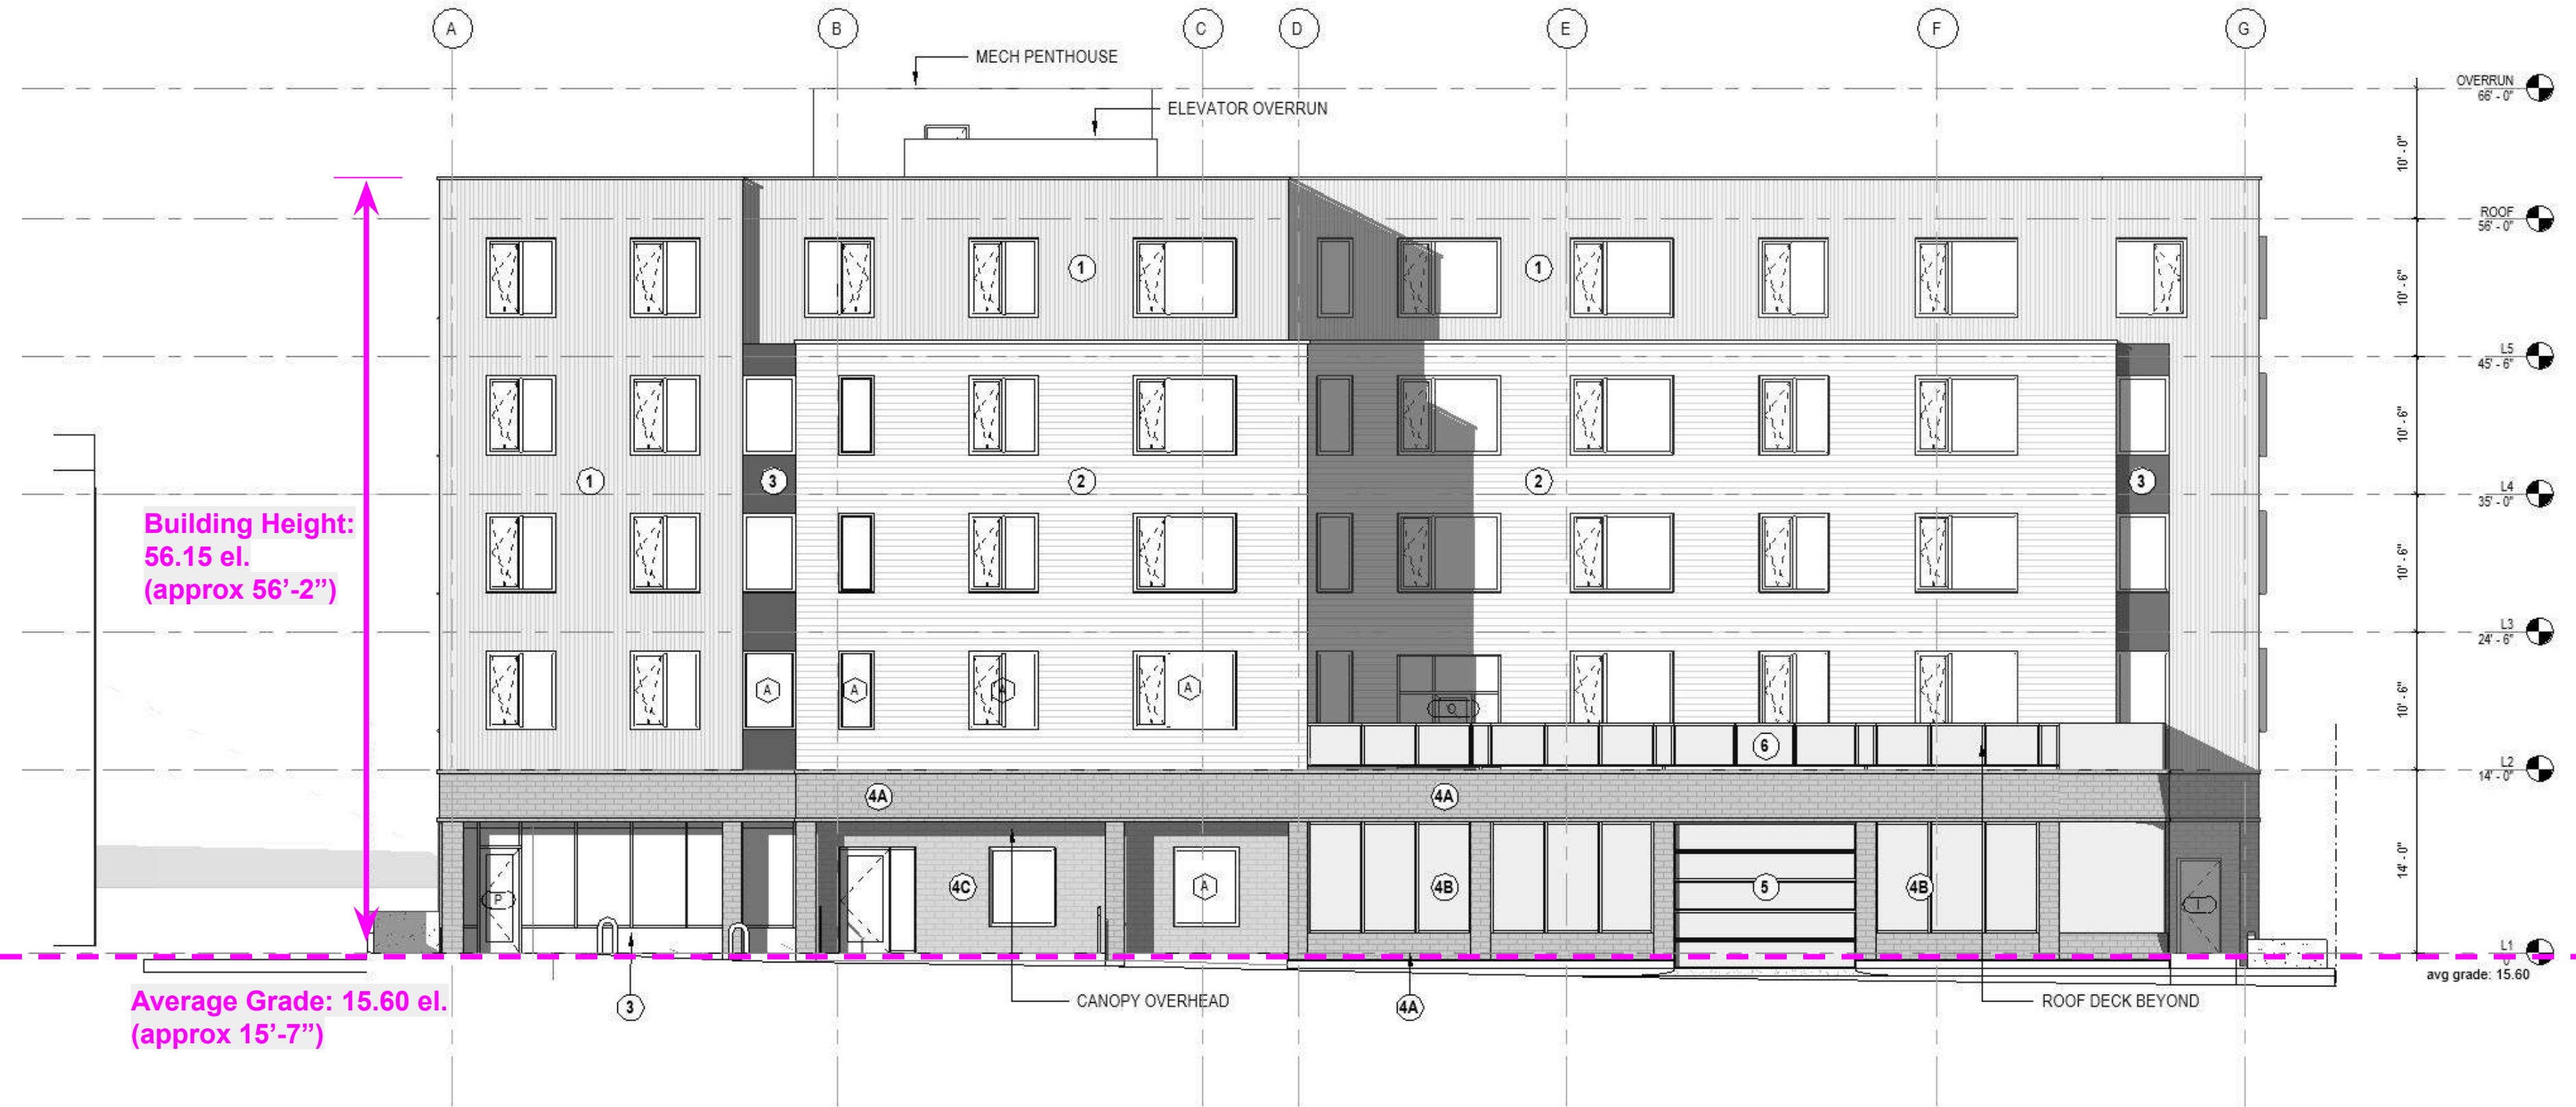 A
B
C
D
E
F
G
MECH PENTHOUSE
ELEVATOR OVERRUN
OVERRUN
66' - 0"
10' - 0"
ROOF
56' - 0"
1
1
10' - 6"
L5
45' - 6"
10' - 6"
1
3
2
2
3
L4
35' - 0"
Building Height:
56.15 el.
(approx 56’-2”)
10' - 6"
L3
24' - 6"
A
A
A
A
Q
10' - 6"
6
L2
14' - 0"
4A
4A
14' - 0"
P
4C
A
4B
5
4B
L1
0"
avg grade: 15.60
Average Grade: 15.60 el.
(approx 15’-7”)
3
CANOPY OVERHEAD
4A
ROOF DECK BEYOND